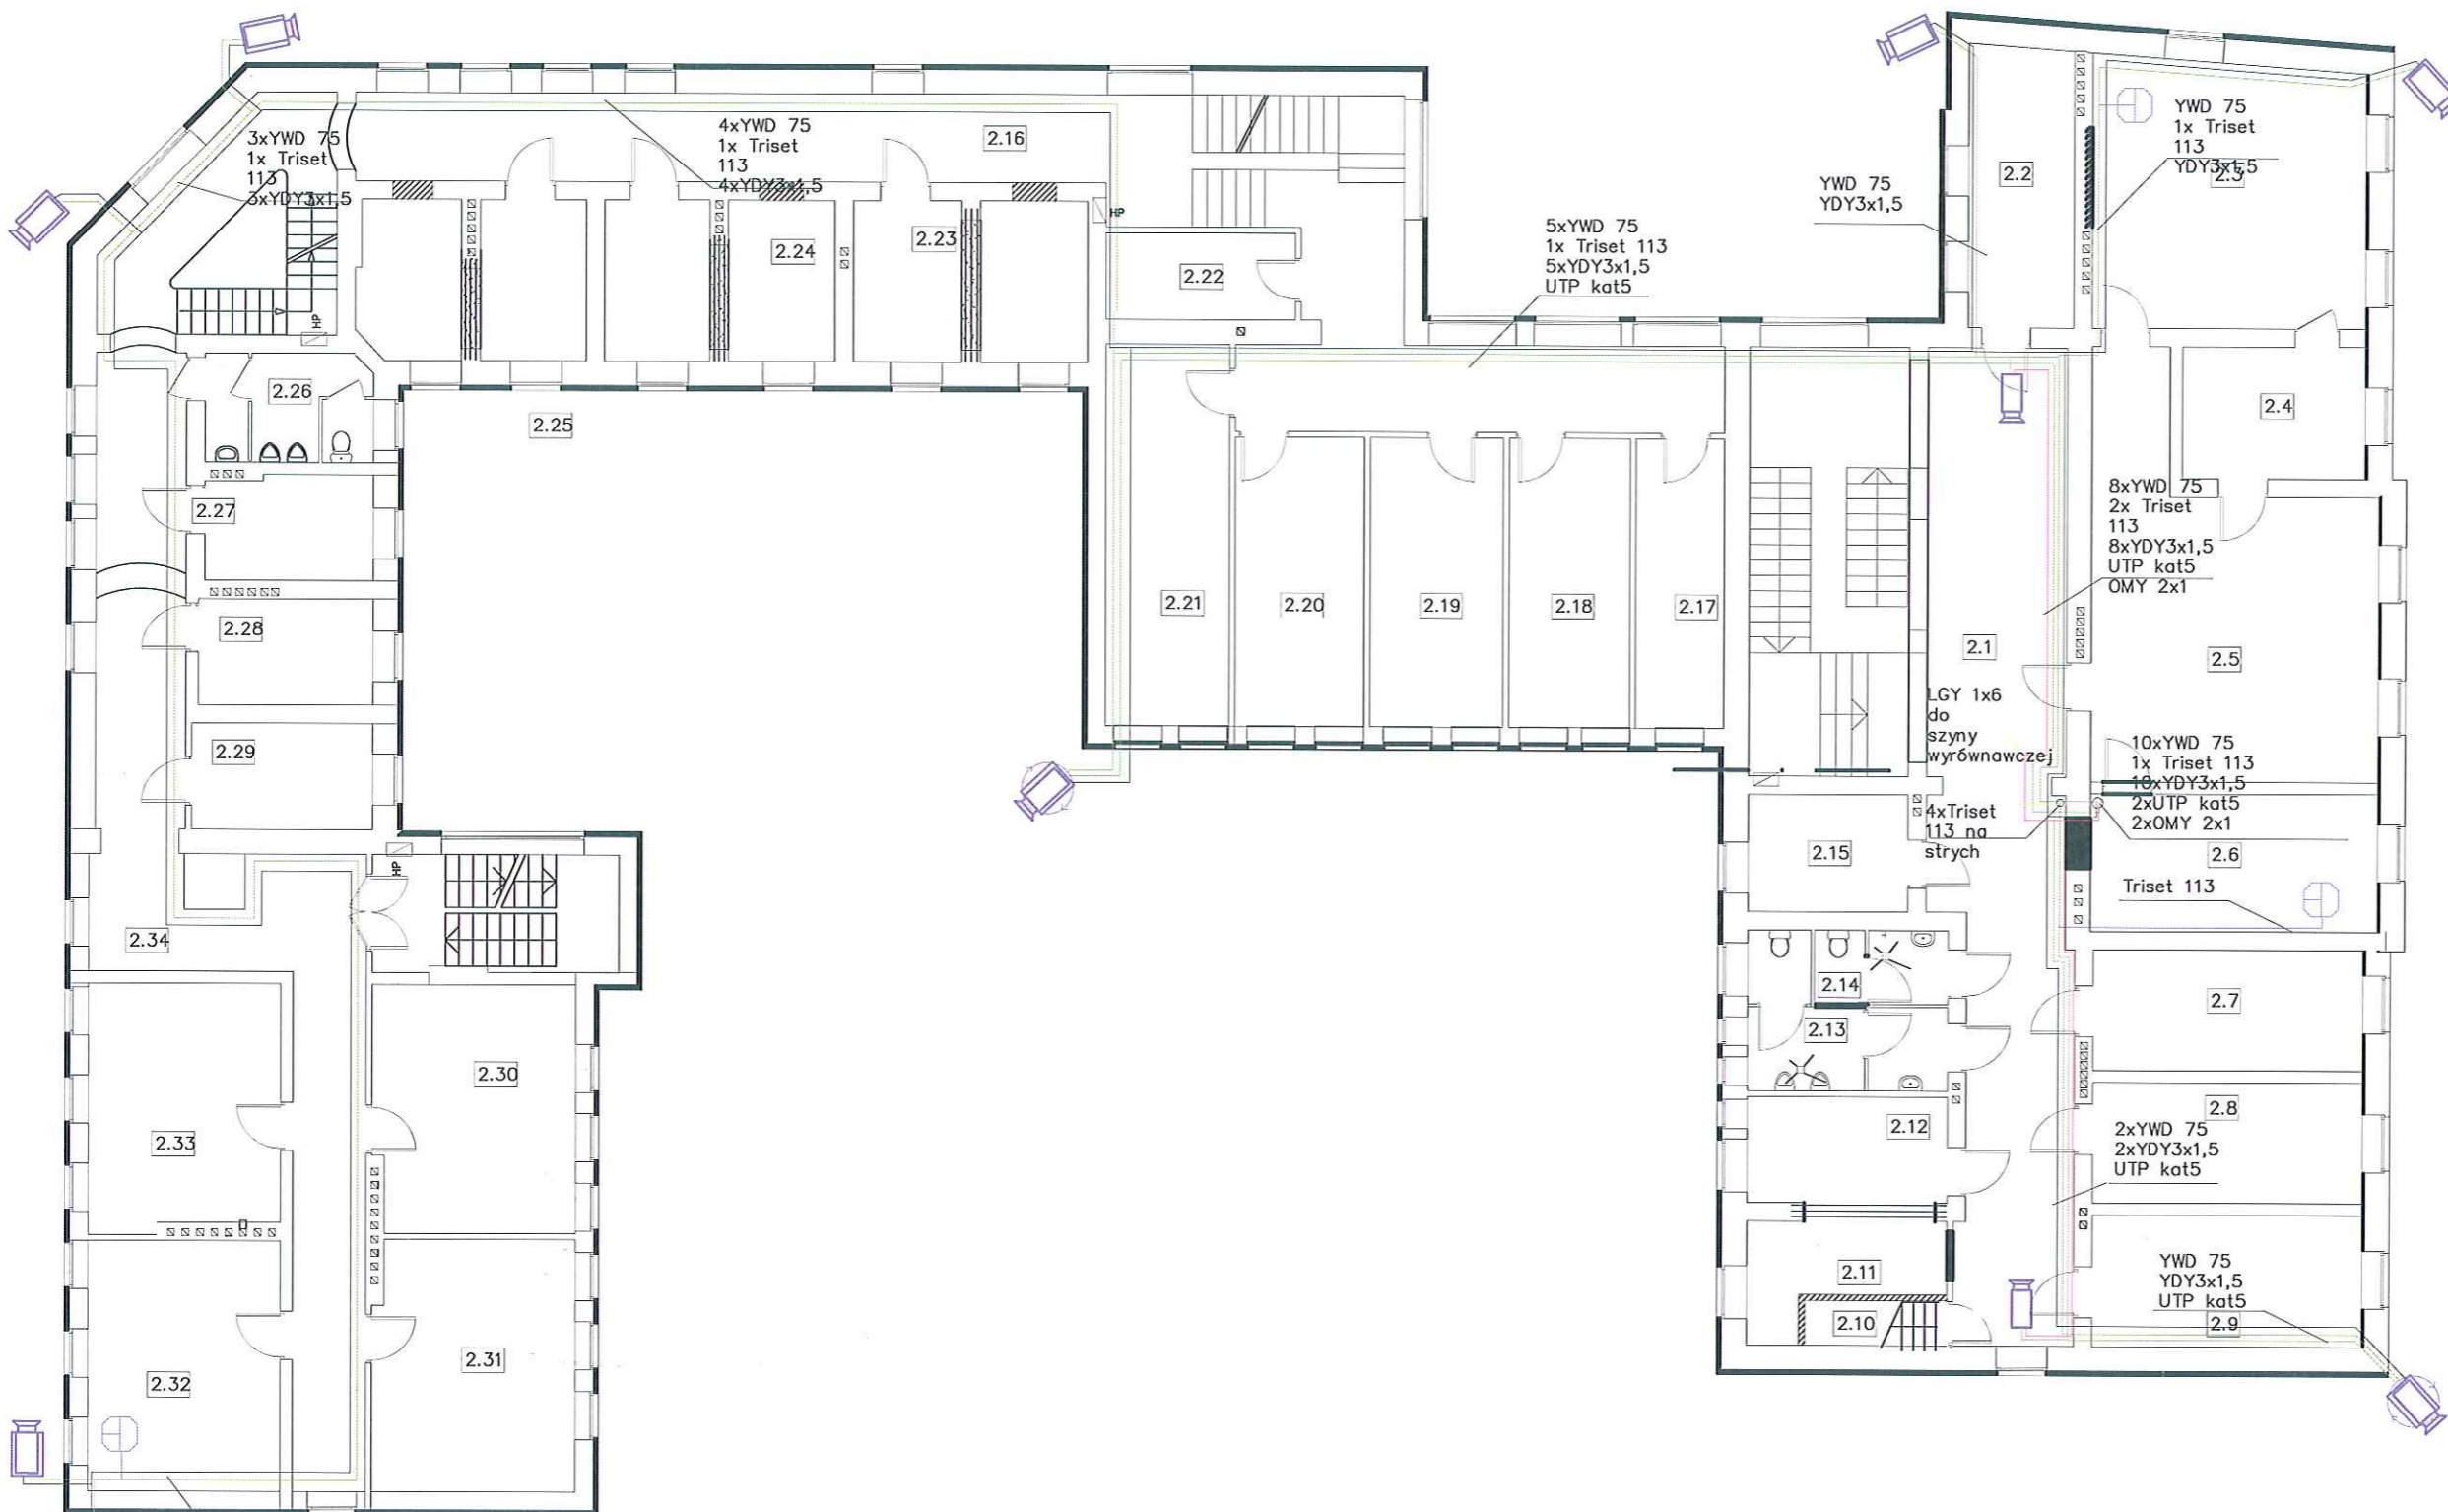 3xYWD 75
1x Triset
113
3xYDY3x1,5
4xYWD 75
1x Triset
113
4xYDY3x1,5
2.16
YWD 75
YDY3x1,5
2.2
YWD 75
1x Triset
113
YDY3x1,5
2.3
5xYWD 75
1x Triset 113
5xYDY3x1,5
UTP kat5
2.24
2.23
HP
2.22
HP
2.26
2.25
2.4
2.27
2.28
2.29
2.21
2.20
2.19
2.18
2.17
2.1
8xYWD 75
2x Triset
113
8xYDY3x1,5
UTP kat5
OMY 2x1
2.5
LGY 1x6
do
szyny
wyrównawczej
10xYWD 75
1x Triset 113
10xYDY3x1,5
2xUTP kat5
2xOMY 2x1
4xTriset
113 na
strych
2.15
2.6
Triset 113
HP
2.34
2.14
2.13
2.7
2.30
2.33
2.12
2.8
2xYWD 75
2xYDY3x1,5
UTP kat5
2.11
2.10
YWD 75
YDY3x1,5
UTP kat5
2.9
2.31
2.32